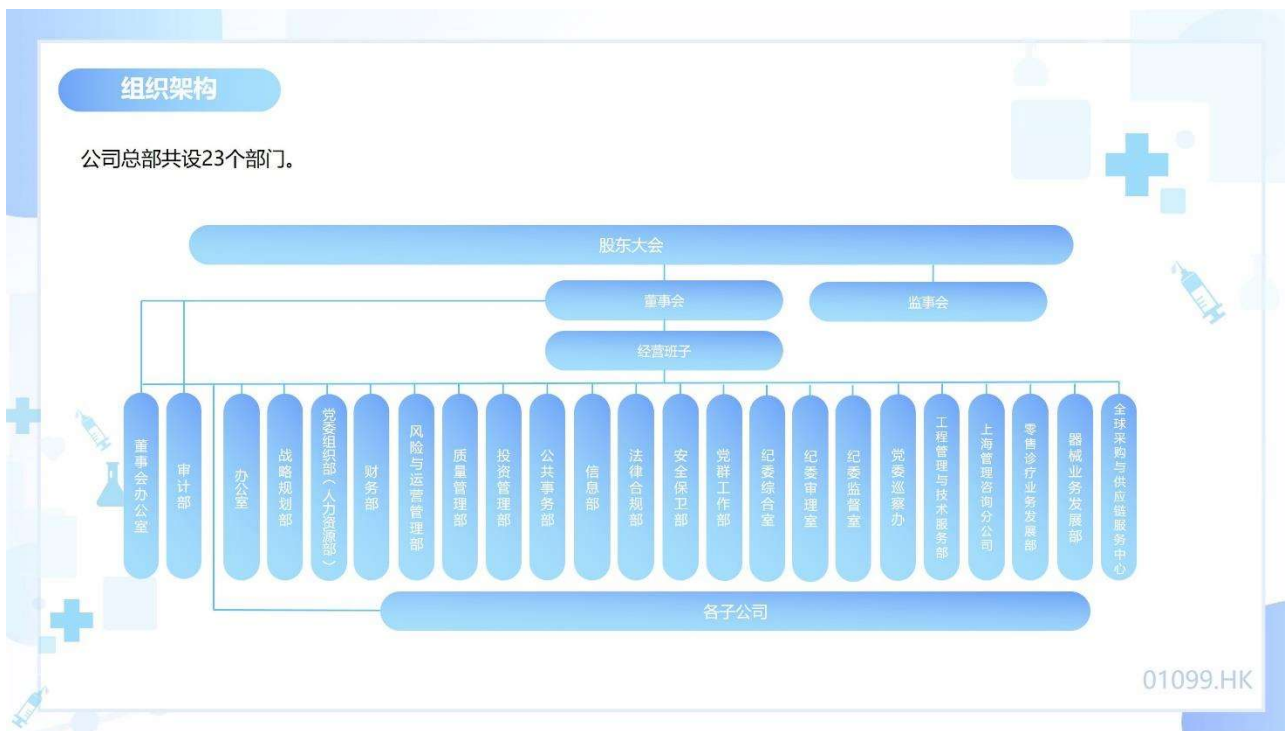 组织架构
公司总部共设23个部门。
股东大会
董事会
监事会
经营班子
董事会办公室
审计部
办公室
战略规划部
党委组织部（人力资源部）
财务部
风险与运营管理部
质量管理部
投资管理部
公共事务部
信息部
法律合规部
安全保卫部
党群工作部
纪委综合室
纪委审理室
纪委监督室
党委巡察办
工程管理与技术服务部
上海管理咨询分公司
零售诊疗业务发展部
器械业务发展部
全球采购与供应链服务中心
各子公司
01099.HK